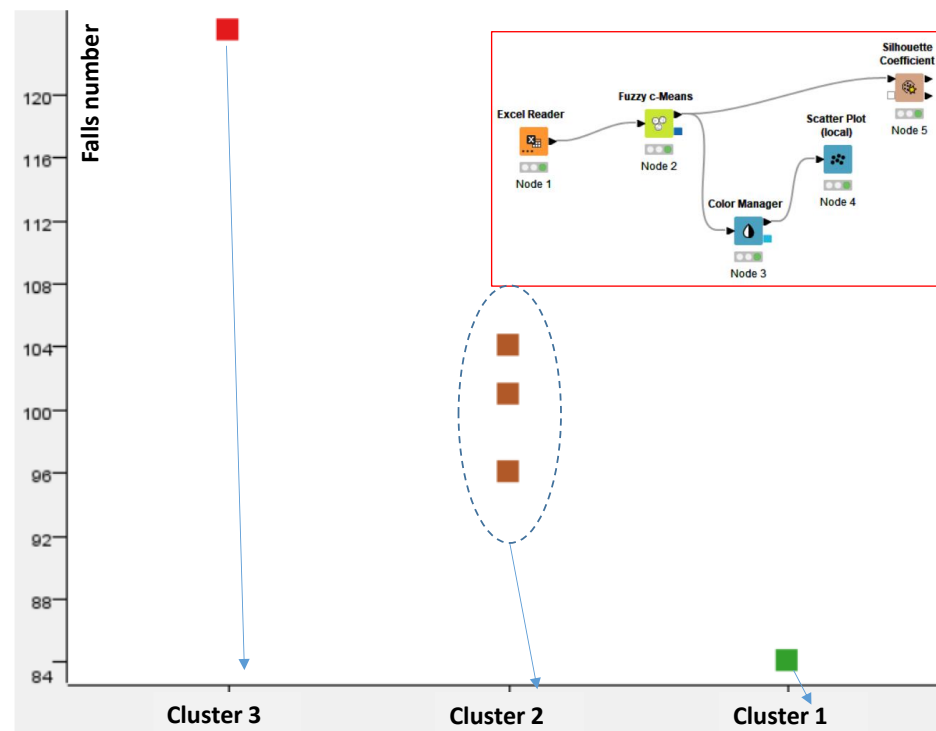 Falls number
120
116
112
108
104
100
96
92
88
84
Excel Reader
Node 1
Fuzzy c-Means
Node 2
Color Manager
Node 3
Scatter Plot
(local)
Node 4
Silhouette
Coefficient
Node 5
Cluster 3
Cluster 2
Cluster 1